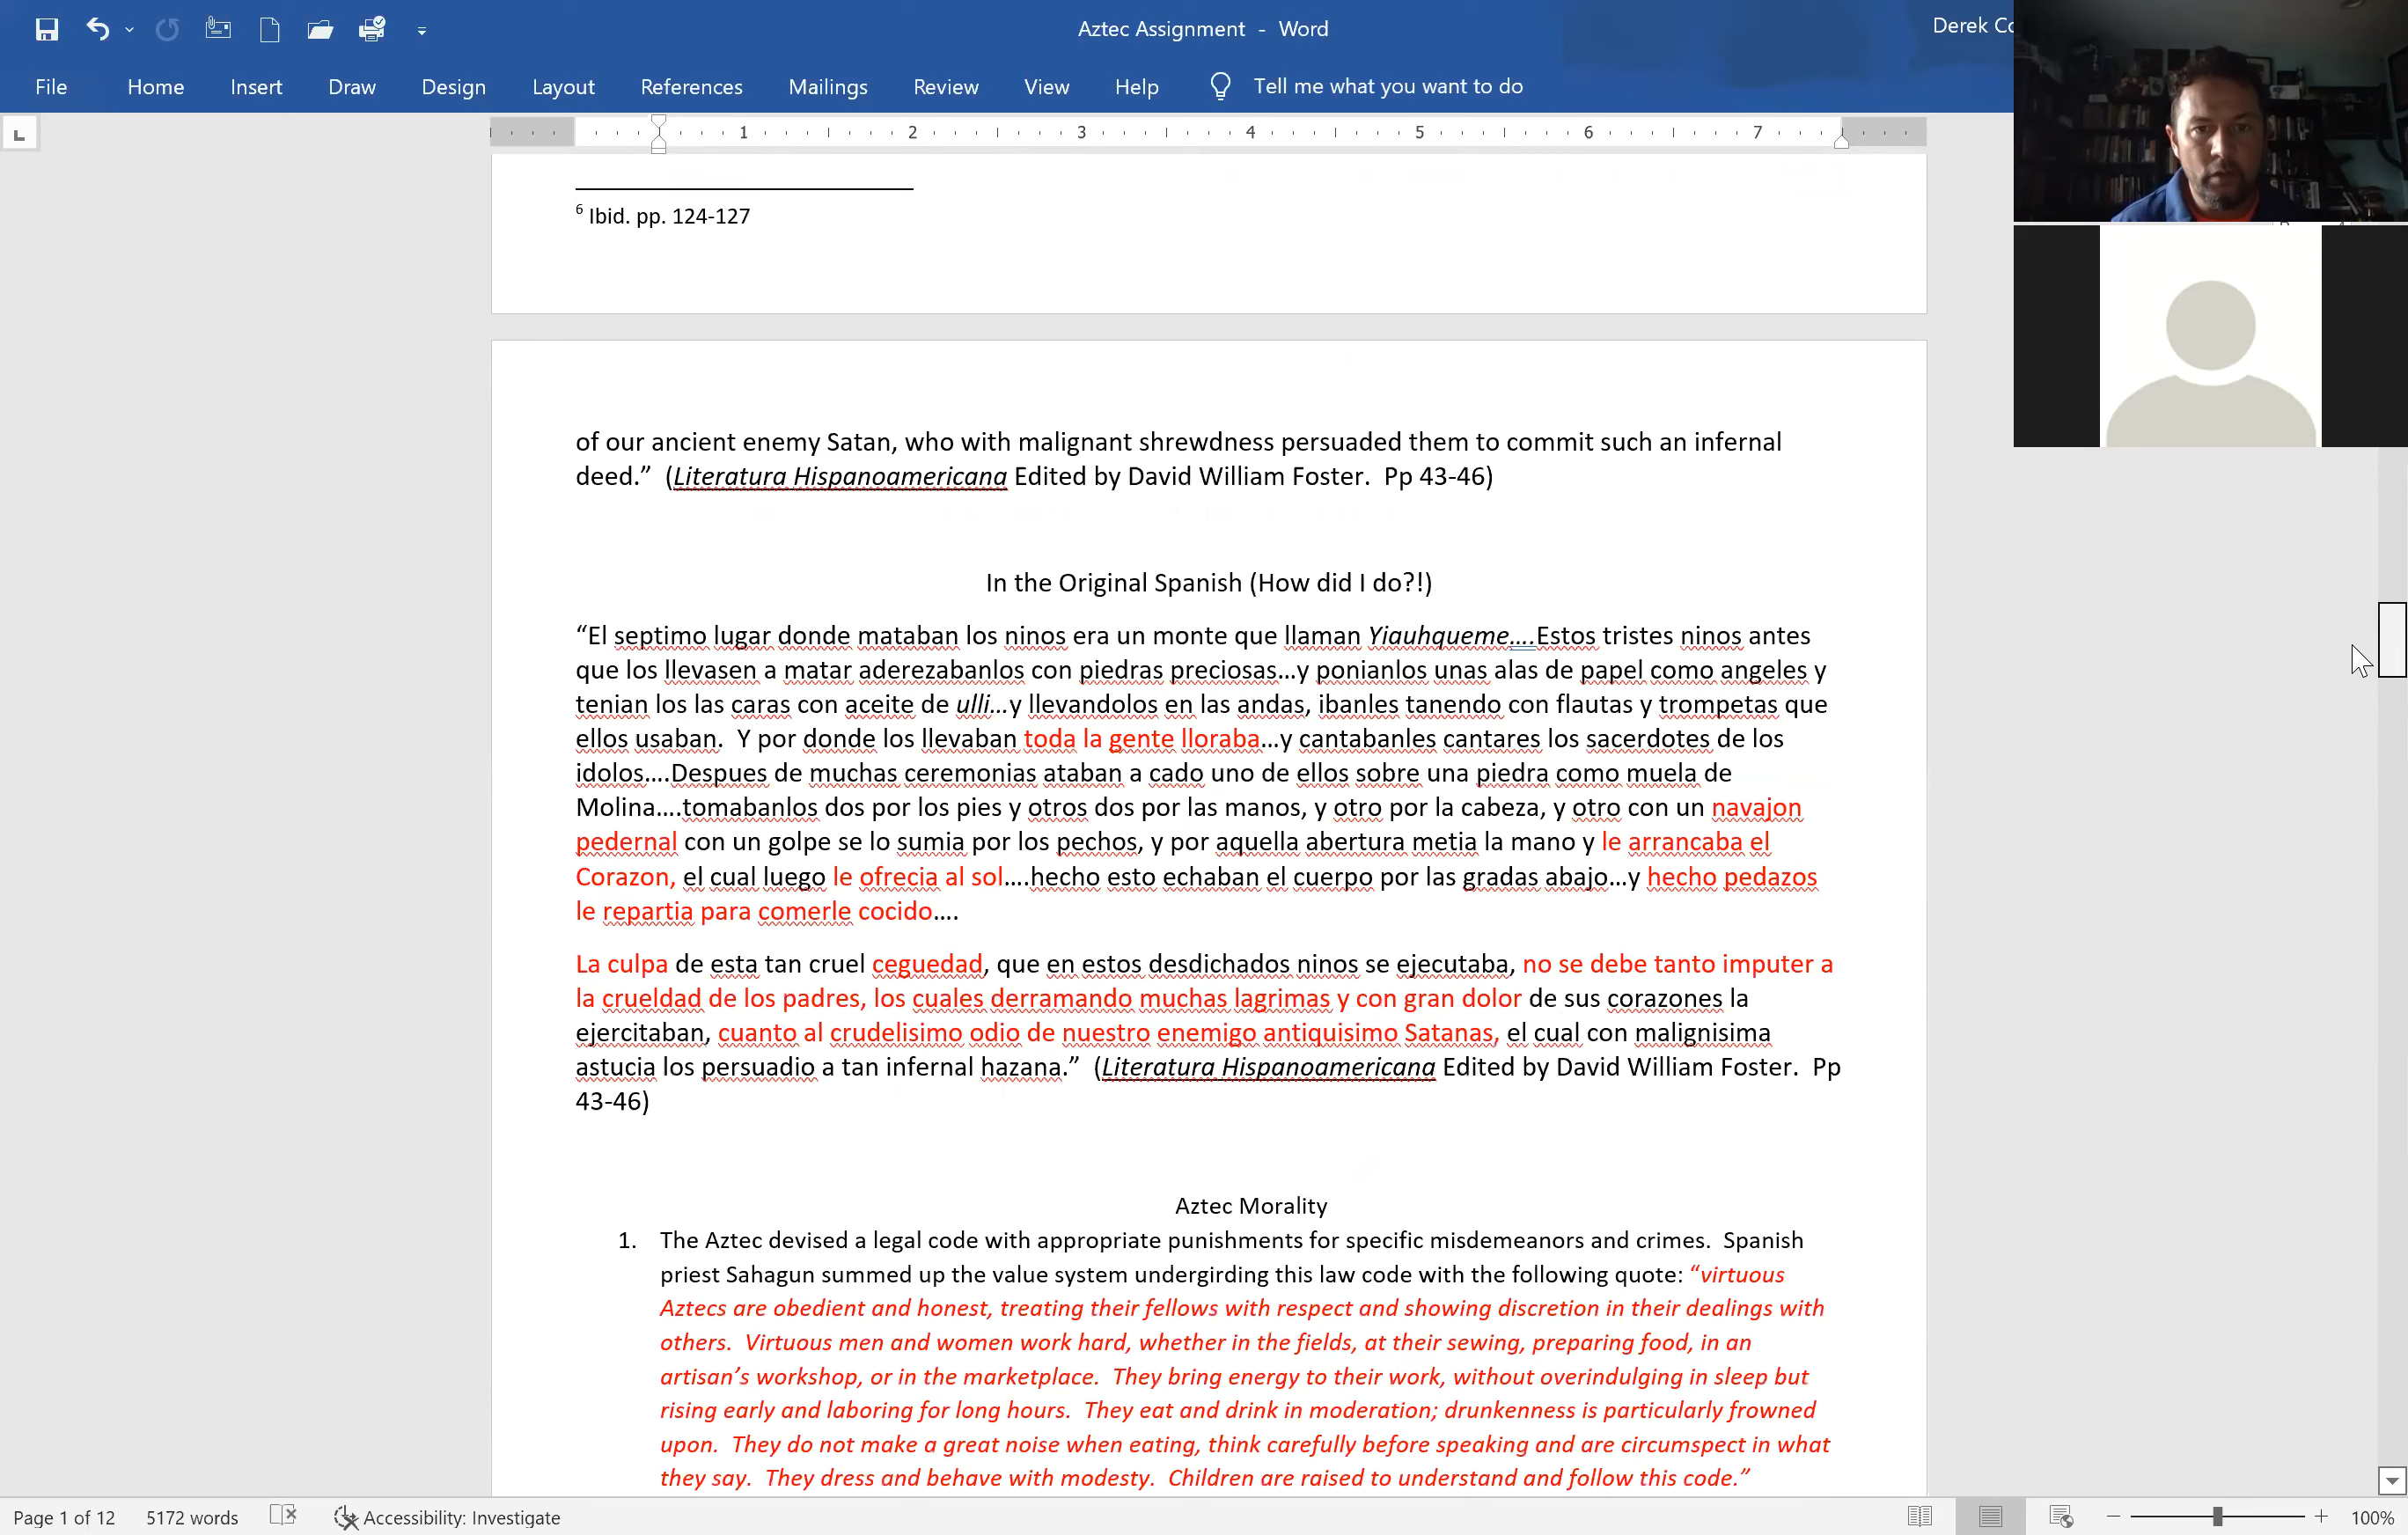 Aztec Assignment - Word
Derek Co
File Home Insert Draw Design Layout References Mailings Review View Help Tell me what you want to do
1 2 3 4 5 6 7
6 Ibid. pp. 124-127
of our ancient enemy Satan, who with malignant shrewdness persuaded them to commit such an infernal
deed.” (Literatura Hispanoamericana Edited by David William Foster. Pp 43-46)
In the Original Spanish (How did I do?!)
“El septimo lugar donde mataban los ninos era un monte que llaman Yiauhqueme….Estos tristes ninos antes
que los llevasen a matar aderezabanlos con piedras preciosas…y ponianlos unas alas de papel como angeles y
tenian los las caras con aceite de ulli…y llevandolos en las andas, ibanles tanendo con flautas y trompetas que
ellos usaban. Y por donde los llevaban toda la gente lloraba…y cantabanles cantares los sacerdotes de los
idolos….Despues de muchas ceremonias ataban a cado uno de ellos sobre una piedra como muela de
Molina….tomabanlos dos por los pies y otros dos por las manos, y otro por la cabeza, y otro con un navajon
pedernal con un golpe se lo sumia por los pechos, y por aquella abertura metia la mano y le arrancaba el
Corazon, el cual luego le ofrecia al sol….hecho esto echaban el cuerpo por las gradas abajo…y hecho pedazos
le repartia para comerle cocido….
La culpa de esta tan cruel ceguedad, que en estos desdichados ninos se ejecutaba, no se debe tanto imputer a
la crueldad de los padres, los cuales derramando muchas lagrimas y con gran dolor de sus corazones la
ejercitaban, cuanto al crudelisimo odio de nuestro enemigo antiquisimo Satanas, el cual con malignisima
astucia los persuadio a tan infernal hazana.” (Literatura Hispanoamericana Edited by David William Foster. Pp
43-46)
Aztec Morality
1. The Aztec devised a legal code with appropriate punishments for specific misdemeanors and crimes. Spanish
priest Sahagun summed up the value system undergirding this law code with the following quote: “virtuous
Aztecs are obedient and honest, treating their fellows with respect and showing discretion in their dealings with
others. Virtuous men and women work hard, whether in the fields, at their sewing, preparing food, in an
artisan’s workshop, or in the marketplace. They bring energy to their work, without overindulging in sleep but
rising early and laboring for long hours. They eat and drink in moderation; drunkenness is particularly frowned
upon. They do not make a great noise when eating, think carefully before speaking and are circumspect in what
they say. They dress and behave with modesty. Children are raised to understand and follow this code.”
Page 1 of 12 5172 words Accessibility: Investigate 100%